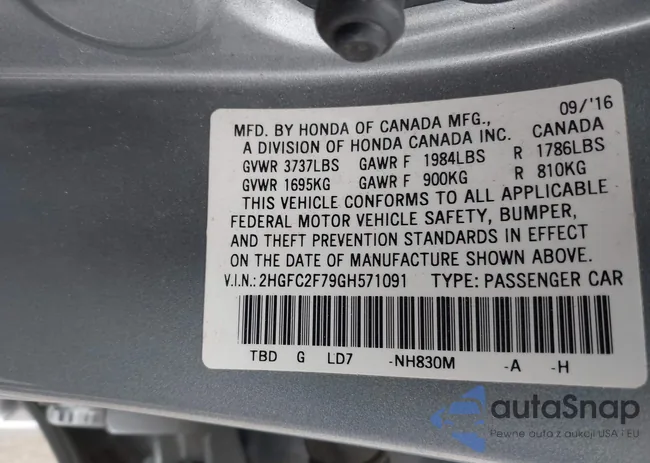 09/'16
MFD. BY HONDA OF CANADA MFG.,
A DIVISION OF HONDA CANADA INC. CANADA
GVWR 3737LBS GAWR F 1984LBS R 1786LBS
GVWR 1695KG GAWR F 900KG R 810KG
THIS VEHICLE CONFORMS TO ALL APPLICABLE
FEDERAL MOTOR VEHICLE SAFETY, BUMPER,
AND THEFT PREVENTION STANDARDS IN EFFECT
ON THE DATE OF MANUFACTURE SHOWN ABOVE.
V.I.N.: 2HGFC2F79GH571091 TYPE: PASSENGER CAR
TBD G LD7 -NH830M -A -H
autaSnap
Pewne auta z aukcji USA i EU